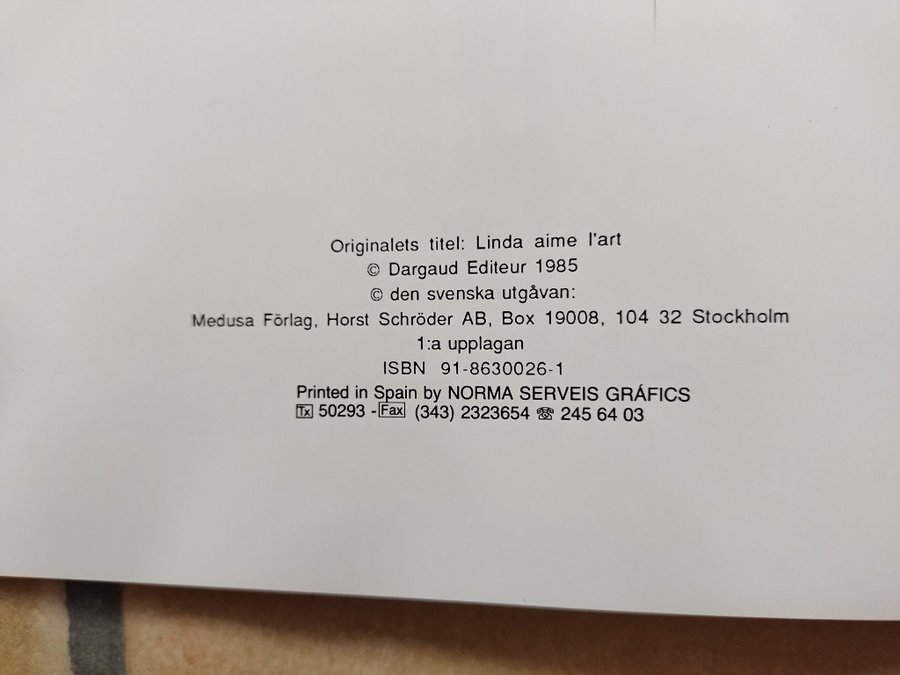 Originalets titel: Linda aime l'art
© Dargaud Editeur 1985
© den svenska utgåvan:
Medusa Förlag, Horst Schröder AB, Box 19008, 104 32 Stockholm
1:a upplagan
ISBN 91-8630026-1
Printed in Spain by NORMA SERVEIS GRÁFICS
Tx 50293 - Fax (343) 2323654 ☏ 245 64 03